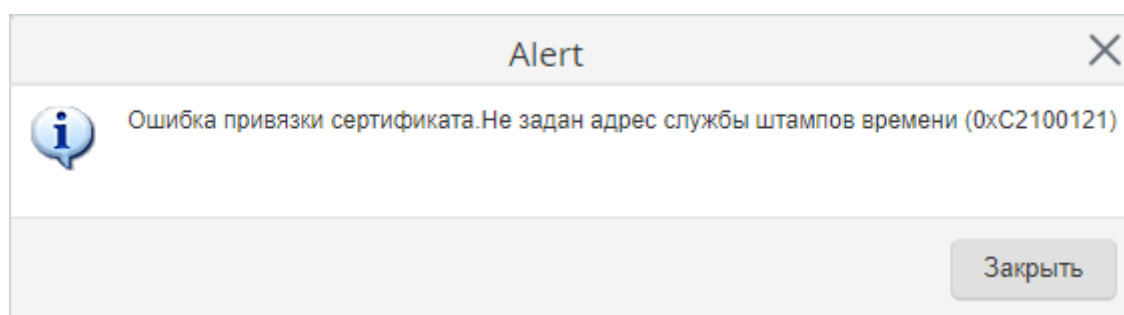 Alert
Ошибка привязки сертификата.Не задан адрес службы штампов времени (0xC2100121)
Закрыть